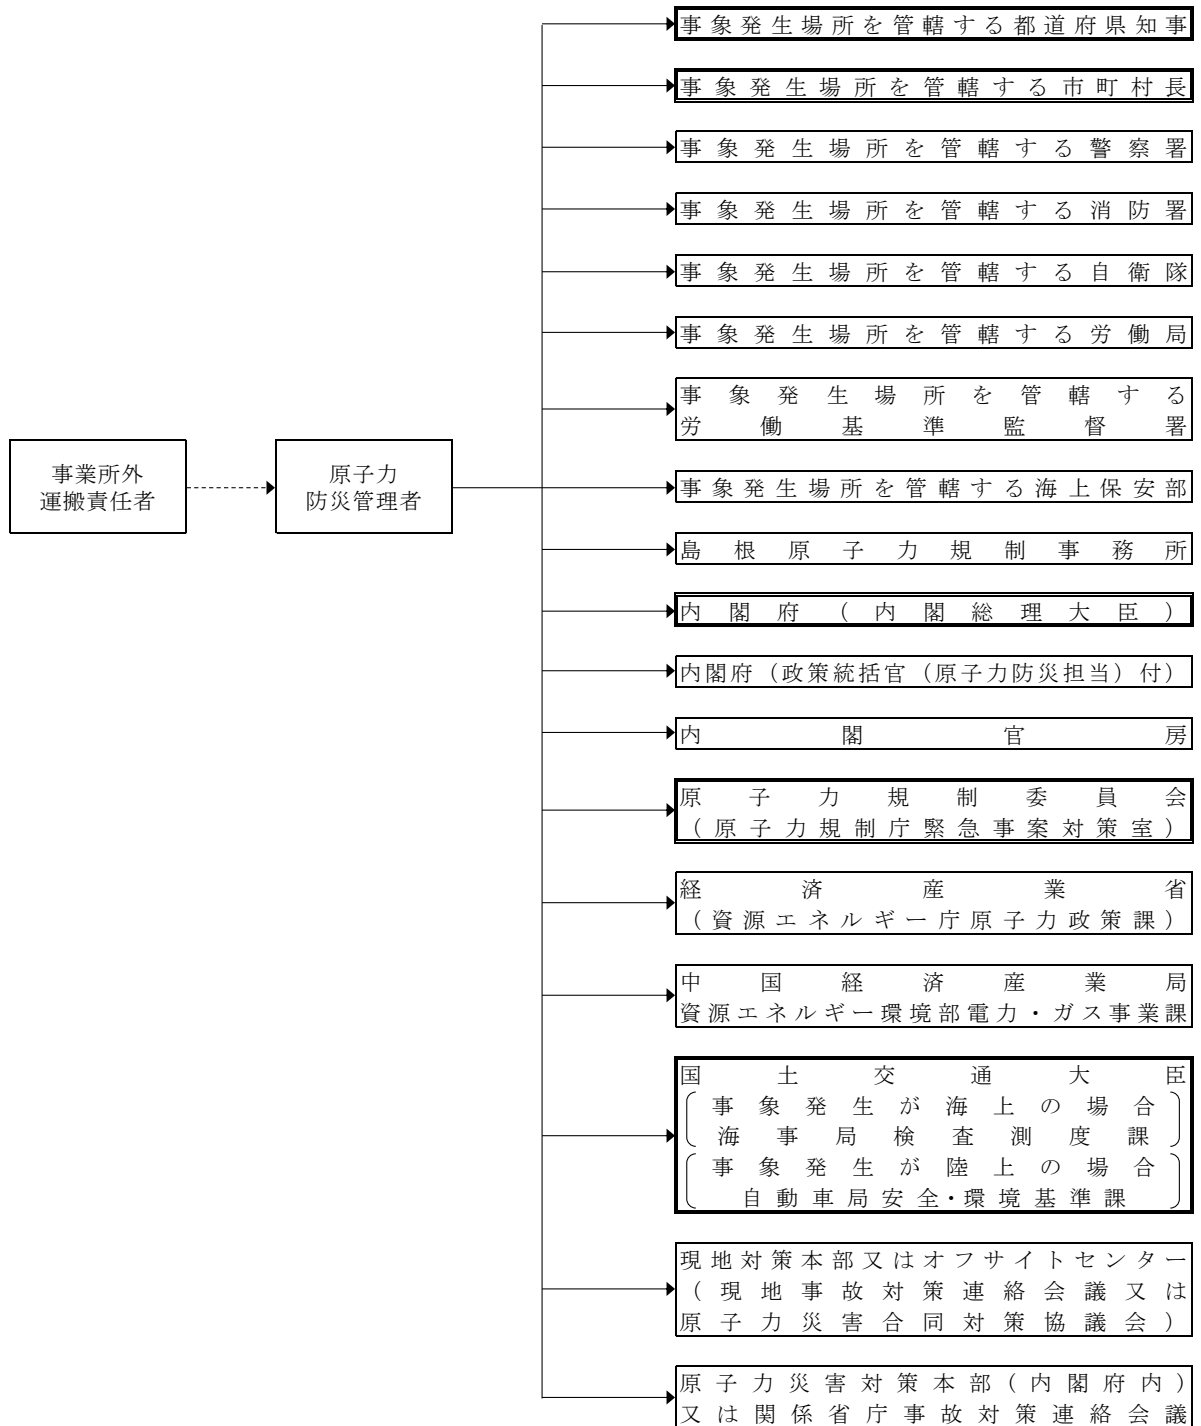 事象発生場所を管轄する都道府県知事
事象発生場所を管轄する市町村長
事象発生場所を管轄する警察署
事象発生場所を管轄する消防署
事象発生場所を管轄する自衛隊
事象発生場所を管轄する労働局
事象発生場所を管轄する
労働基準監督署
事業所外
運搬責任者
原子力
防災管理者
事象発生場所を管轄する海上保安部
島根原子力規制事務所
内閣府(内閣総理大臣)
内閣府(政策統括官(原子力防災担当)付)
内閣官房
原子力規制委員会
(原子力規制庁緊急事案対策室)
経済産業省
(資源エネルギー庁原子力政策課)
中国経済産業局
資源エネルギー環境部電力・ガス事業課
国土交通大臣
事象発生が海上の場合
海事局検査測度課
事象発生が陸上の場合
自動車局安全・環境基準課
現地対策本部又はオフサイトセンター
(現地事故対策連絡会議又は
原子力災害合同対策協議会)
原子力災害対策本部(内閣府内)
又は関係省庁事故対策連絡会議